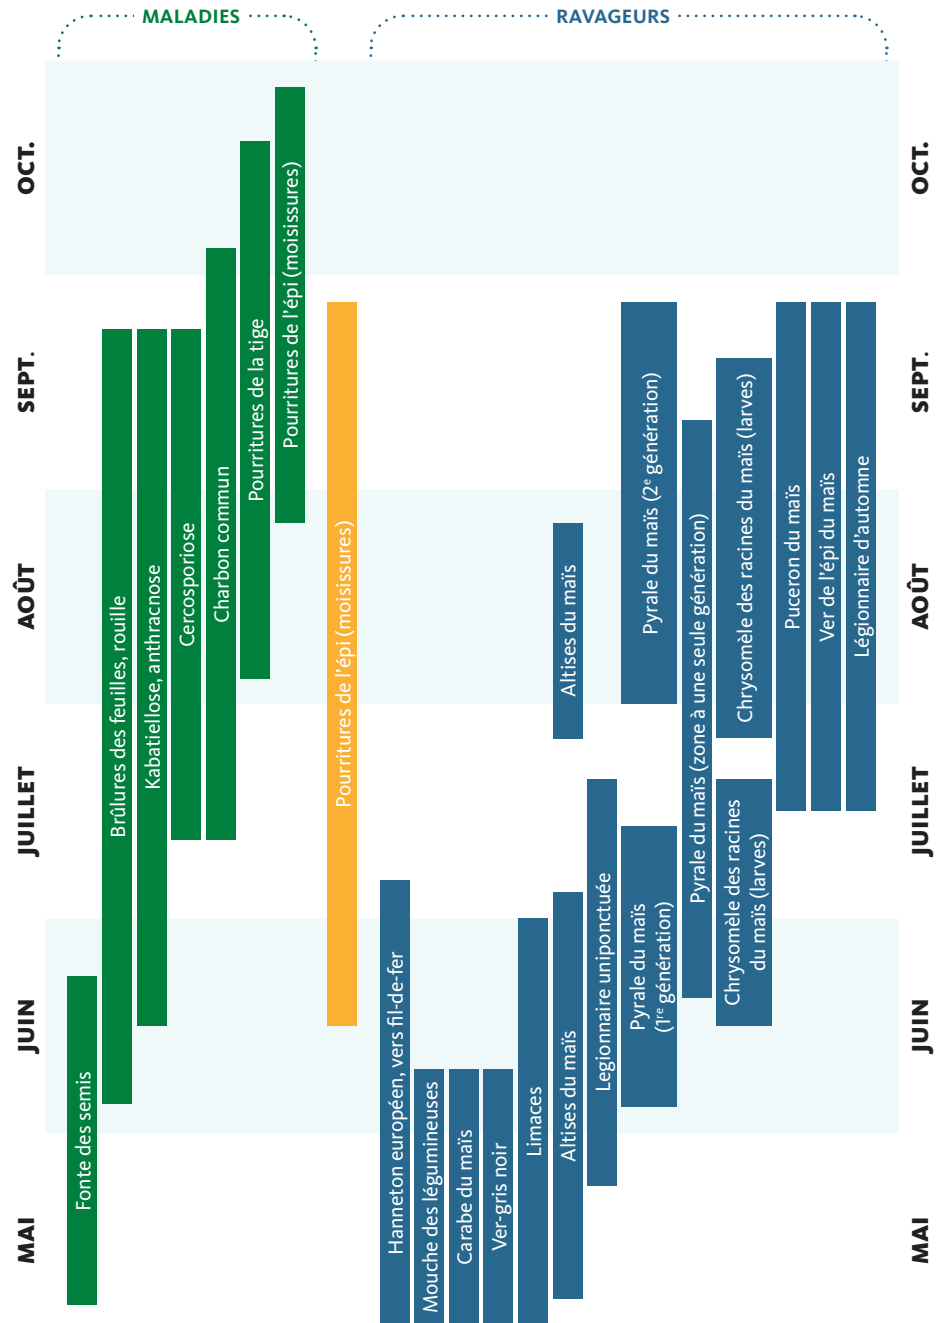 MALADIES
RAVAGEURS
OCT.
SEPT.
AOÛT
JUILLET
JUIN
MAI
Fonte des semis
Brûlures des feuilles, rouille
Kabatiellose, anthracnose
Cercosporiose
Charbon commun
Pourritures de la tige
Pourritures de l'épi (moisissures)
Pourritures de l'épi (moisissures)
Hanneton européen, vers fil-de-fer
Mouche des légumineuses
Carabe du maïs
Ver-gris noir
Limaces
Altises du maïs
Altises du maïs
Legionnaire uniponctuée
Pyrale du maïs
(1re génération)
Pyrale du maïs (2e génération)
Pyrale du maïs (zone à une seule génération)
Chrysomèle des racines
du maïs (larves)
Chrysomèle des racines du maïs (larves)
Puceron du maïs
Ver de l'épi du maïs
Légionnaire d'automne
OCT.
SEPT.
AOÛT
JUILLET
JUIN
MAI